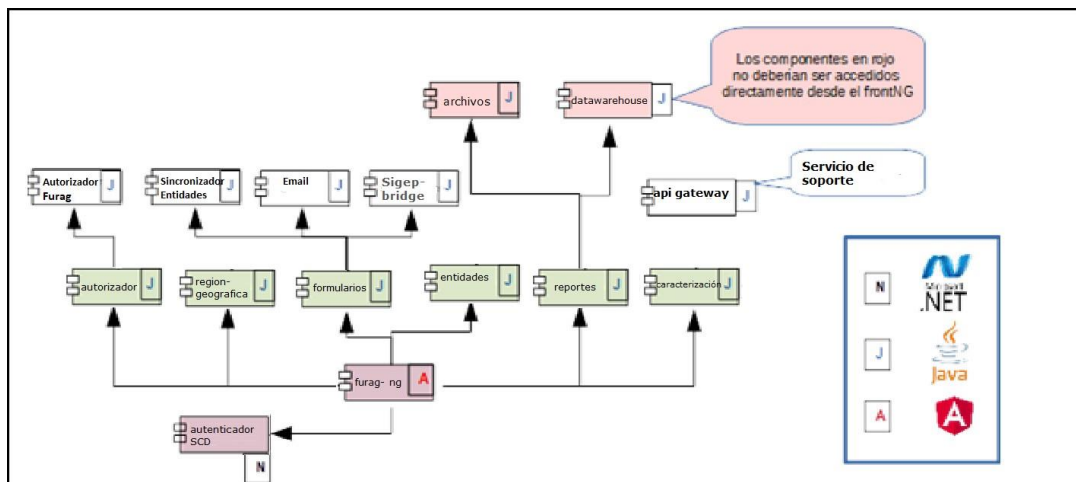 Los componentes en rojo
no deberían ser accedidos
directamente desde el frontNG
archivos
J
datawarehouse
J
Autorizador
Furag
J
Sincronizador
Entidades
J
Email
J
Sigep-
bridge
J
api gateway
J
Servicio de
soporte
autorizador
J
region-
geografica
J
formularios
J
entidades
J
reportes
J
caracterización
J
furag- ng
A
autenticador
SCD
N
N
.NET
J
Java
A
A